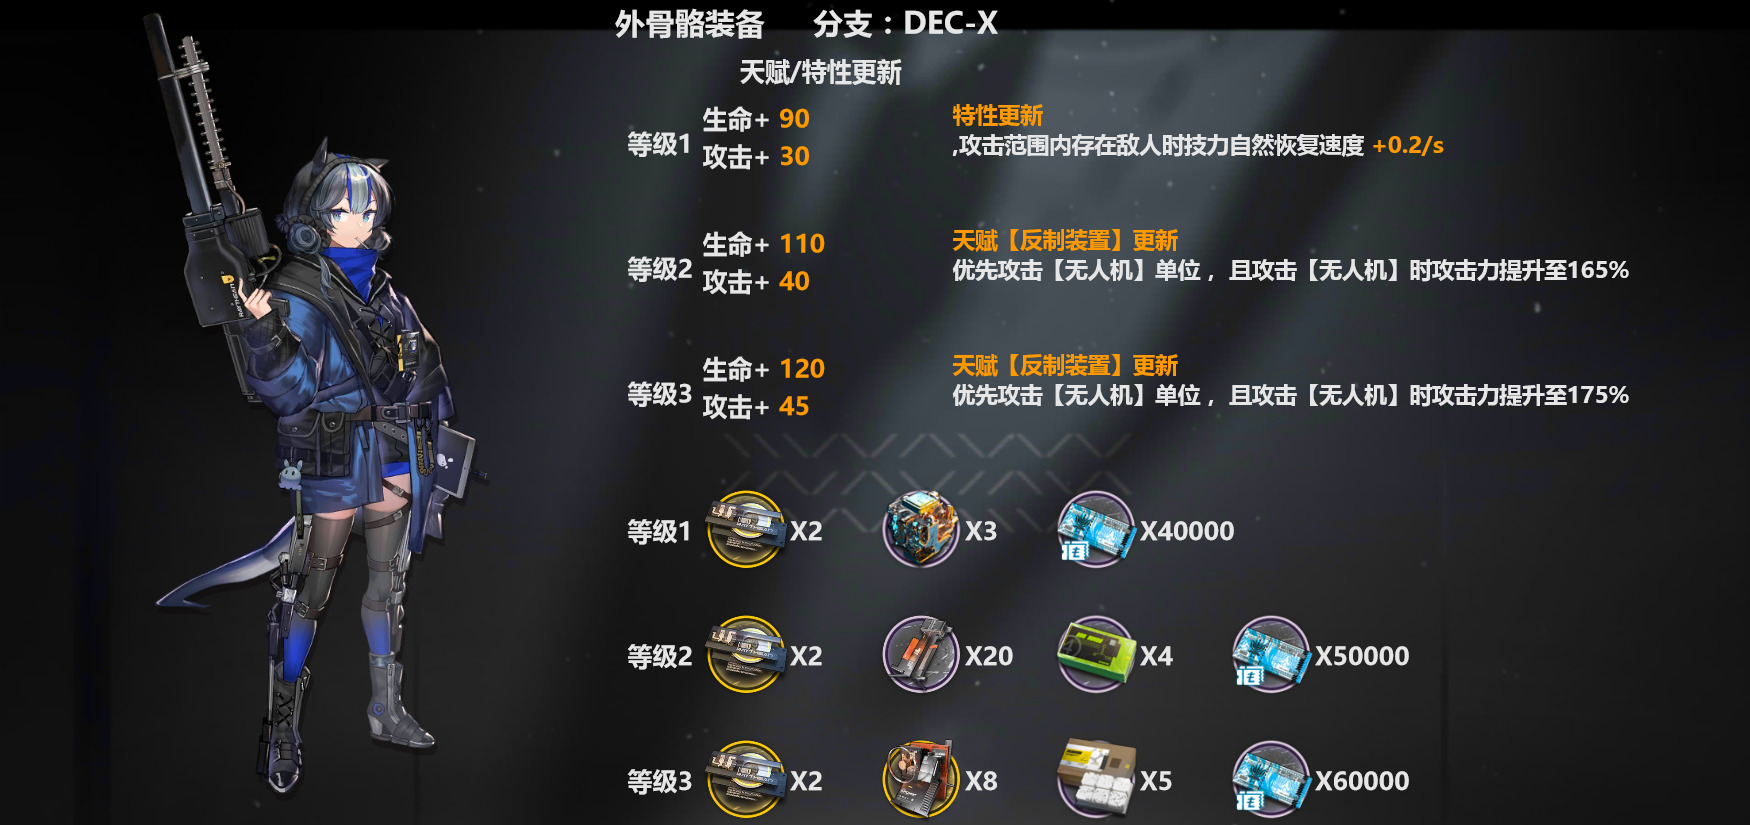 外骨骼装备 分支：DEC-X
天赋/特性更新
等级1
生命+ 90
攻击+ 30
特性更新
,攻击范围内存在敌人时技力自然恢复速度 +0.2/s
等级2
生命+ 110
攻击+ 40
天赋【反制装置】更新
优先攻击【无人机】单位，且攻击【无人机】时攻击力提升至165%
等级3
生命+ 120
攻击+ 45
天赋【反制装置】更新
优先攻击【无人机】单位，且攻击【无人机】时攻击力提升至175%
等级1 X2 X3 X40000
等级2 X2 X20 X4 X50000
等级3 X2 X8 X5 X60000